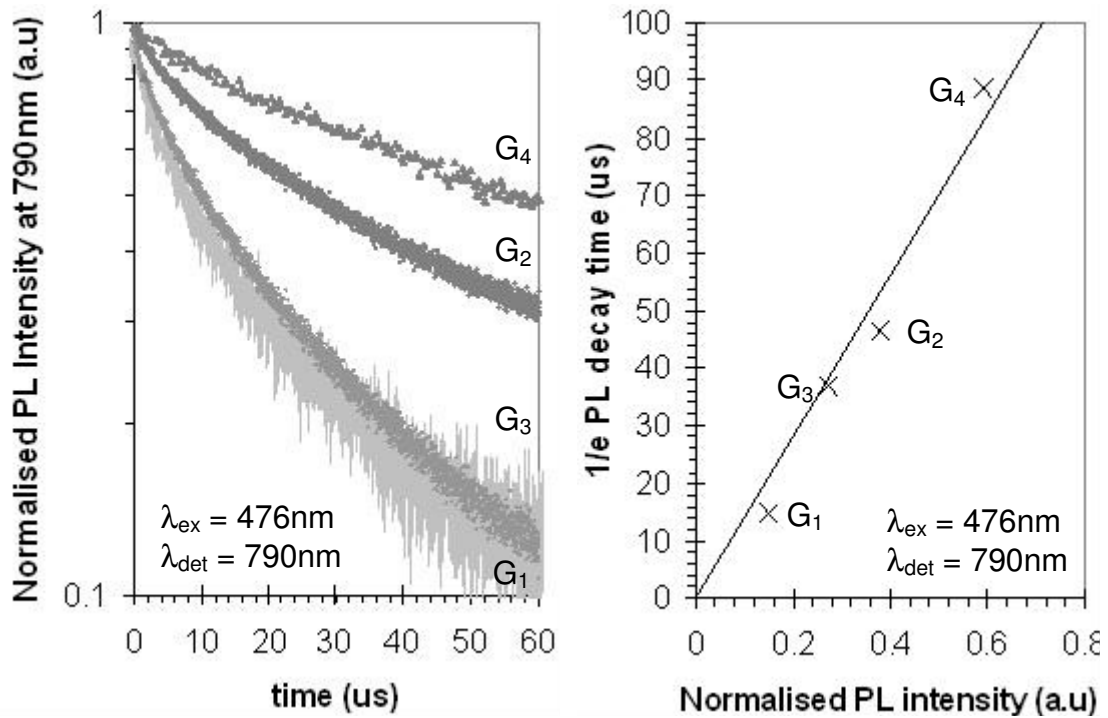 Normalised PL Intensity at 790nm (a.u)
1
0.1
G₄
G₂
G₃
G₁
λex = 476nm
λdet = 790nm
0 10 20 30 40 50 60
time (us)
1/e PL decay time (us)
100
90
80
70
60
50
40
30
20
10
0
G₄
G₂
G₃
G₁
λex = 476nm
λdet = 790nm
0 0.2 0.4 0.6 0.8
Normalised PL intensity (a.u)